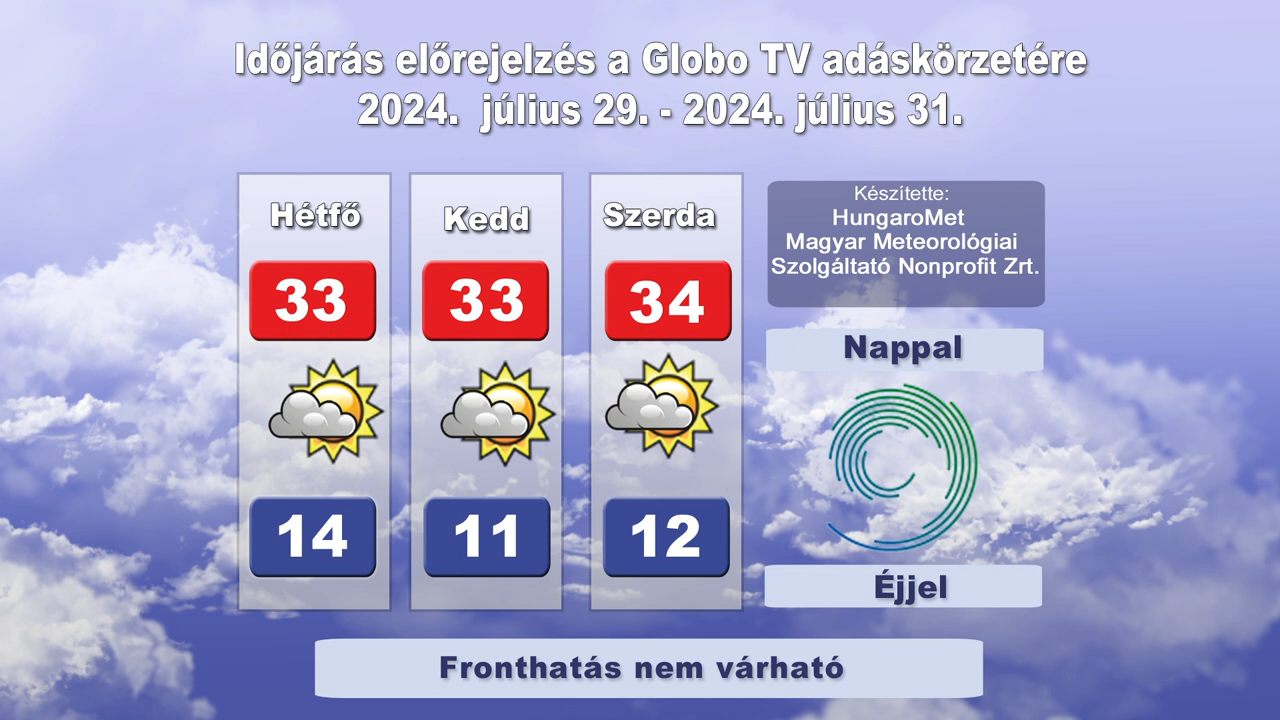 Időjárás előrejelzés a Globo TV adáskörzetére
2024. július 29. - 2024. július 31.
Hétfő
Kedd
Szerda
33
33
34
14
11
12
Készítette:
HungaroMet
Magyar Meteorológiai
Szolgáltató Nonprofit Zrt.
Nappal
Éjjel
Fronthatás nem várható